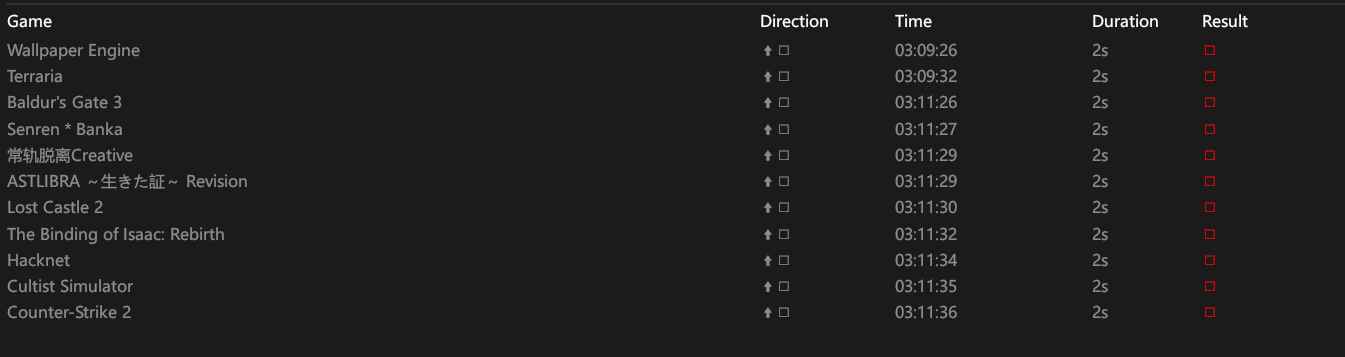 Game Direction Time Duration Result
Wallpaper Engine 03:09:26 2s
Terraria 03:09:32 2s
Baldur's Gate 3 03:11:26 2s
Senren * Banka 03:11:27 2s
常轨脱离Creative 03:11:29 2s
ASTLIBRA ～生きた証～ Revision 03:11:29 2s
Lost Castle 2 03:11:30 2s
The Binding of Isaac: Rebirth 03:11:32 2s
Hacknet 03:11:34 2s
Cultist Simulator 03:11:35 2s
Counter-Strike 2 03:11:36 2s